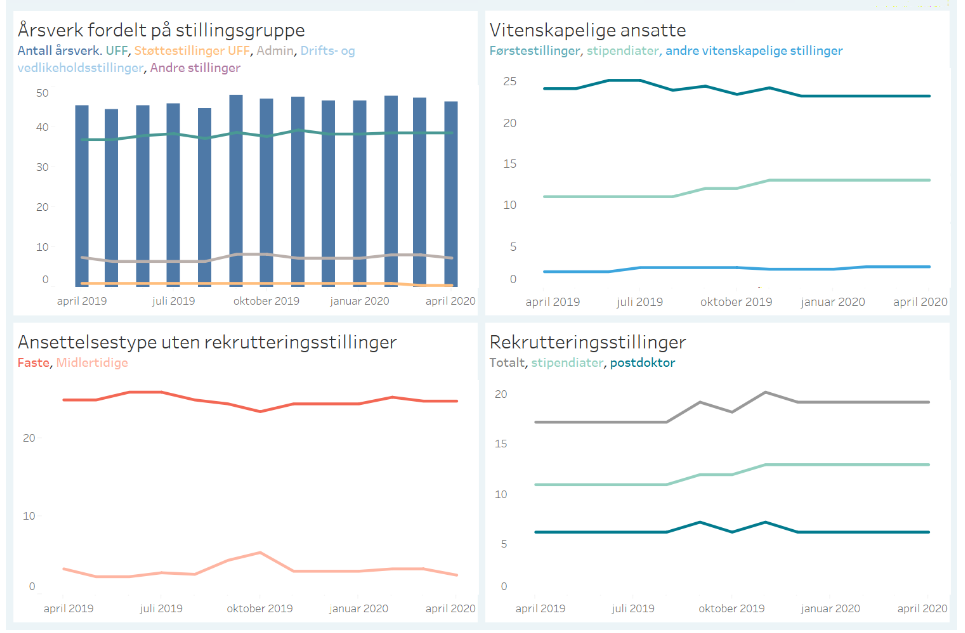 Årsverk fordelt på stillingsgruppe
Antall årsverk. UFF, Støttestillinger UFF, Admin, Drifts- og
vedlikeholdsstillinger, Andre stillinger
50
40
30
20
10
0
april 2019 juli 2019 oktober 2019 januar 2020 april 2020
Vitenskapelige ansatte
Førstestillinger, stipendiater, andre vitenskapelige stillinger
25
20
15
10
5
0
april 2019 juli 2019 oktober 2019 januar 2020 april 2020
Ansettelsestype uten rekrutteringsstillinger
Faste, Midlertidige
20
10
0
april 2019 juli 2019 oktober 2019 januar 2020 april 2020
Rekrutteringsstillinger
Totalt, stipendiater, postdoktor
20
15
10
5
0
april 2019 juli 2019 oktober 2019 januar 2020 april 2020